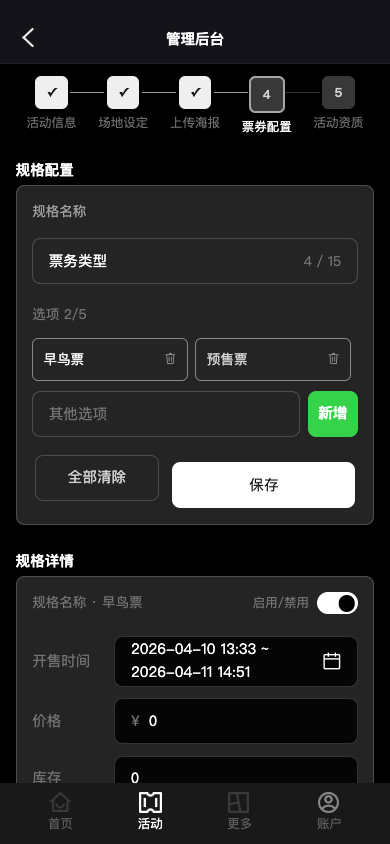 管理后台
4
5
活动信息
场地设定
上传海报
票券配置
活动资质
规格配置
规格名称
票务类型
4 / 15
选项 2/5
早鸟票
预售票
其他选项
新增
全部清除
保存
规格详情
规格名称 · 早鸟票
启用/禁用
开售时间
2026-04-10 13:33 ~
2026-04-11 14:51
价格
¥ 0
库存
0
首页
活动
更多
账户